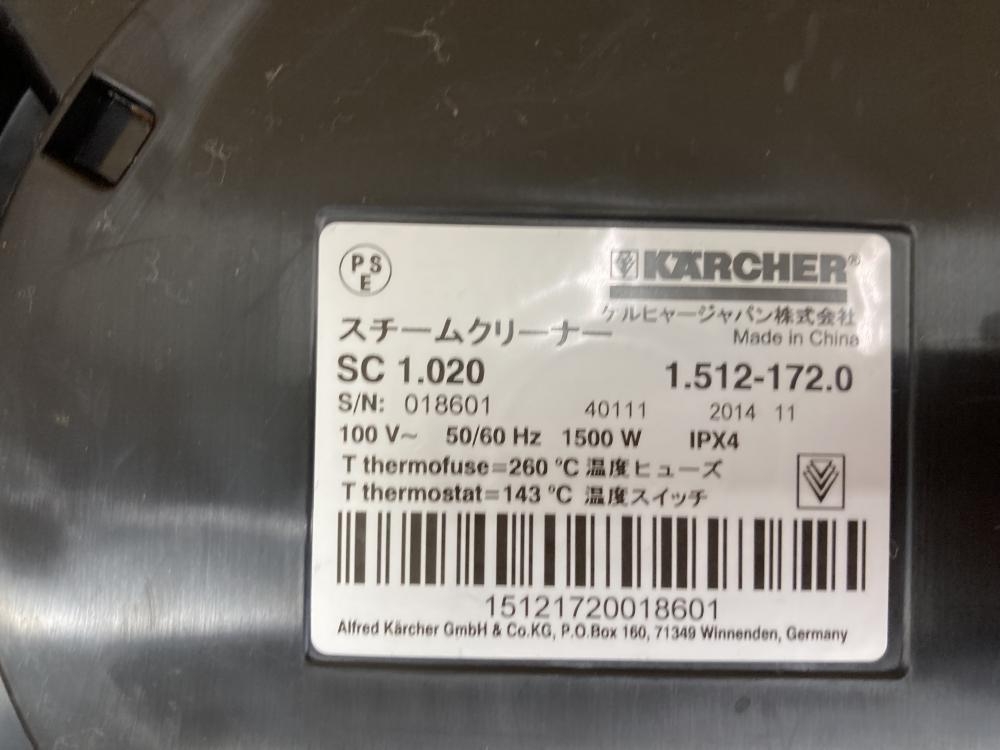 PSE
KÄRCHER®
ケルヒャージャパン株式会社
スチームクリーナー
Made in China
SC 1.020 1.512-172.0
S/N: 018601 40111 2014 11
100 V~ 50/60 Hz 1500 W IPX4
T thermofuse=260 °C 温度ヒューズ
T thermostat=143 °C 温度スイッチ
15121720018601
Alfred Kärcher GmbH & Co.KG, P.O.Box 160, 71349 Winnenden, Germany